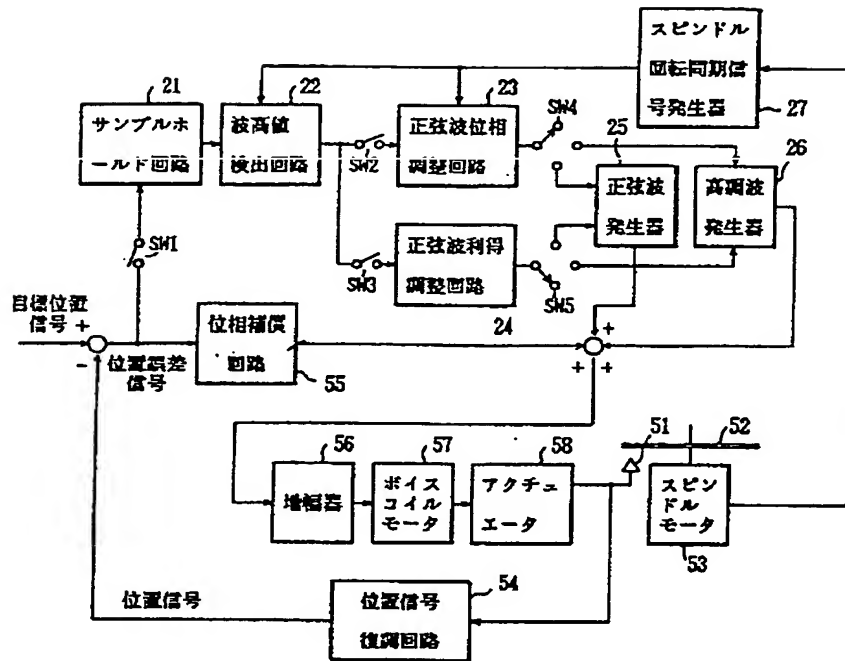 スピンドル
回転同期信
号発生器
27
21
サンプルホ
ールド回路
22
波高値
検出回路
SW2
23
正弦波位相
調整回路
SW4
25
正弦波
発生器
26
高調波
発生器
SW1
SW3
正弦波利得
調整回路
24
SW5
目標位置
信号 +
-
位置誤差
信号
位相補償
回路
55
+
+ +
56
増幅器
57
ボイス
コイル
モータ
58
アクチュ
エータ
51
52
スピン
ドル
モータ
53
位置信号
54
位置信号
復調回路